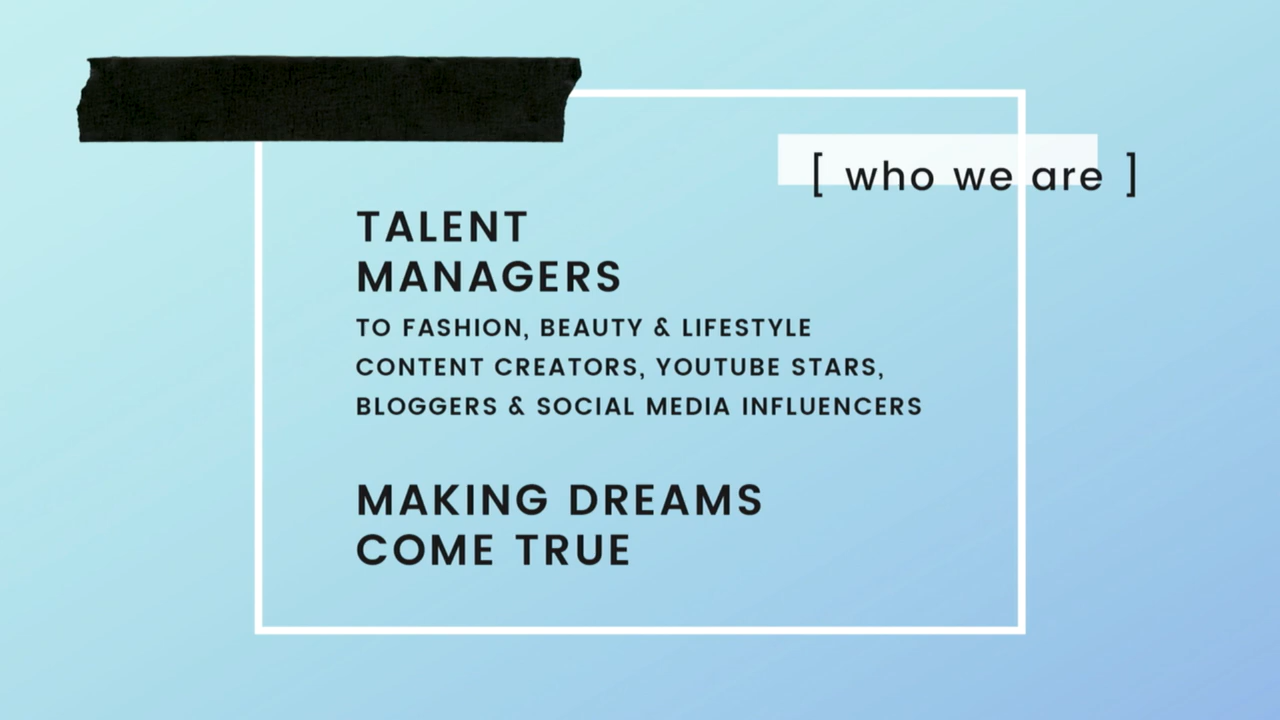 [ who we are ]
TALENT
MANAGERS
TO FASHION, BEAUTY & LIFESTYLE
CONTENT CREATORS, YOUTUBE STARS,
BLOGGERS & SOCIAL MEDIA INFLUENCERS
MAKING DREAMS
COME TRUE